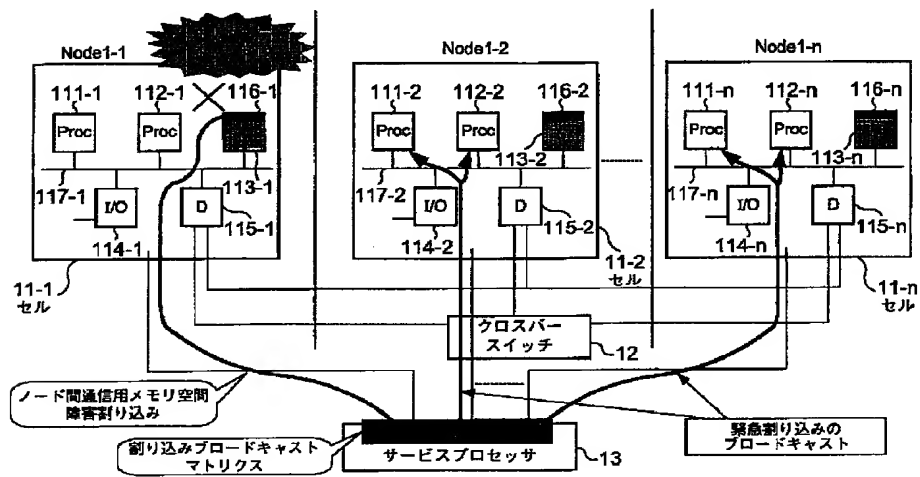 Node1-1
Node1-2
Node1-n
111-1
112-1
116-1
Proc
Proc
117-1
113-1
I/O
D
114-1
115-1
11-1
セル
111-2
112-2
116-2
Proc
Proc
113-2
117-2
I/O
D
114-2
115-2
11-2
セル
111-n
112-n
116-n
Proc
Proc
113-n
117-n
I/O
D
114-n
115-n
11-n
セル
クロスバー
スイッチ
12
ノード間通信用メモリ空間
障害割り込み
割り込みブロードキャスト
マトリクス
サービスプロセッサ
13
緊急割り込みの
ブロードキャスト